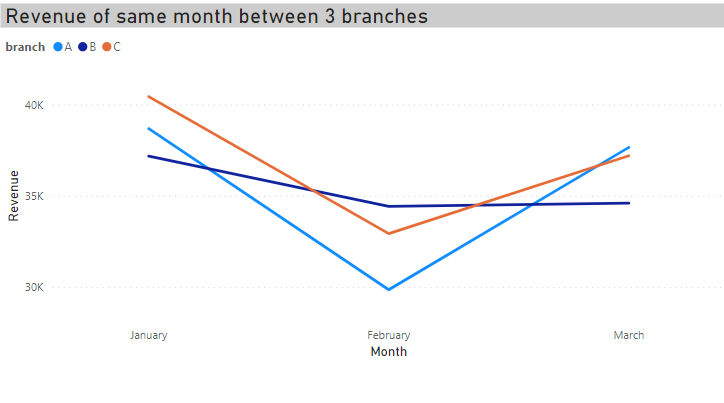 Revenue of same month between 3 branches
branch A B C
40K
35K
30K
Revenue
January February March
Month